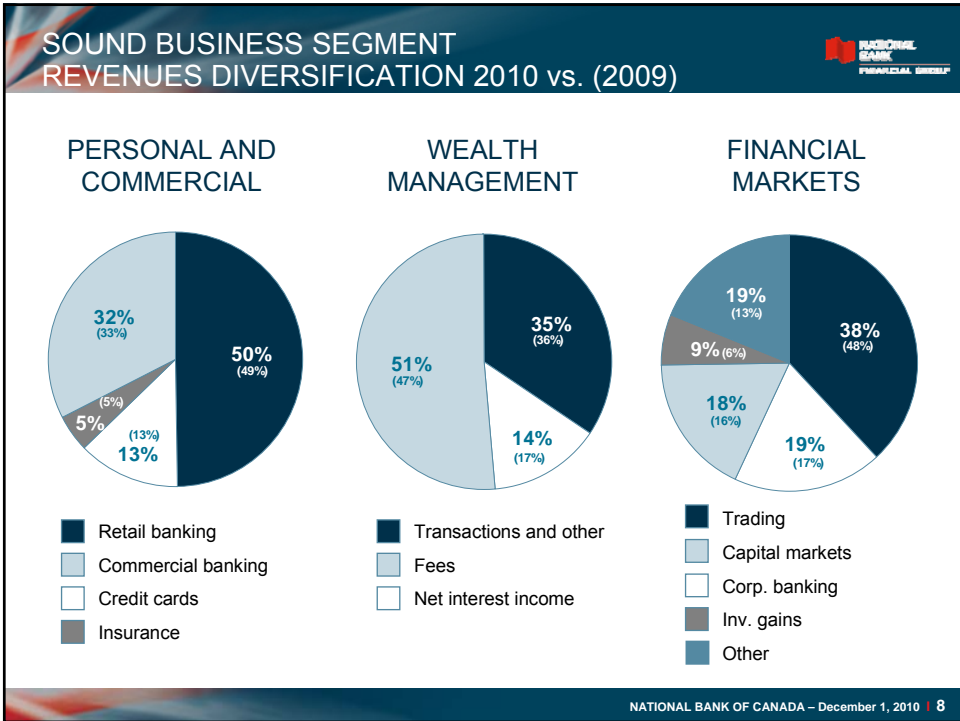 SOUND BUSINESS SEGMENT
REVENUES DIVERSIFICATION 2010 vs. (2009)
NATIONAL
BANK
FINANCIAL GROUP
PERSONAL AND
COMMERCIAL
32%
(33%)
50%
(49%)
(5%)
5%
(13%)
13%
Retail banking
Commercial banking
Credit cards
Insurance
WEALTH
MANAGEMENT
35%
(36%)
51%
(47%)
14%
(17%)
Transactions and other
Fees
Net interest income
FINANCIAL
MARKETS
19%
(13%)
38%
(48%)
9% (6%)
18%
(16%)
19%
(17%)
Trading
Capital markets
Corp. banking
Inv. gains
Other
NATIONAL BANK OF CANADA – December 1, 2010 I 8